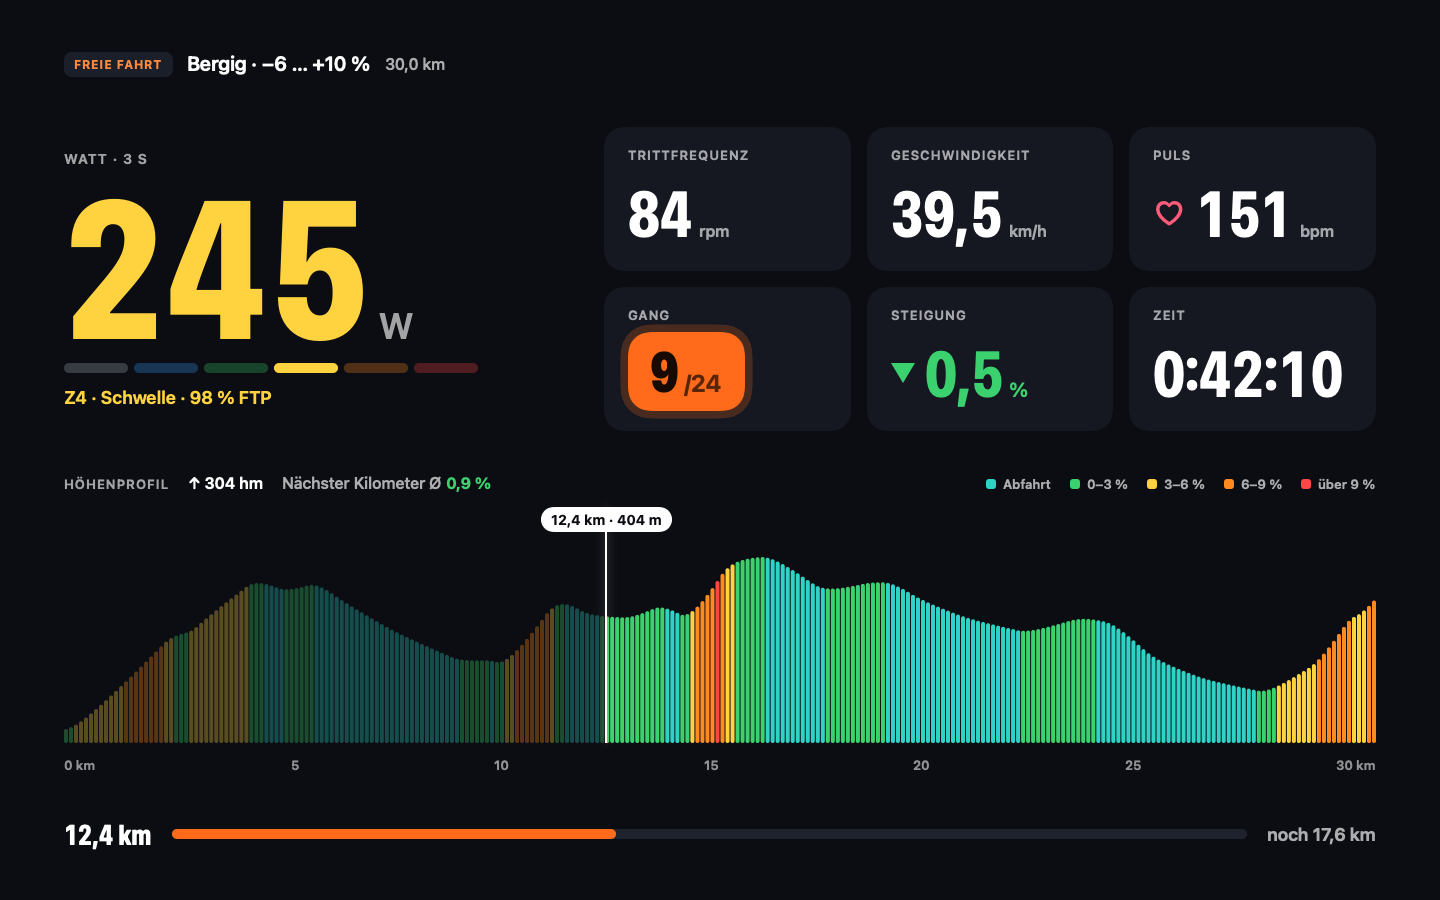 FREIE FAHRT Bergig · −6 … +10 % 30,0 km
WATT · 3 S
245 W
Z4 · Schwelle · 98 % FTP
TRITTFREQUENZ
84 rpm
GESCHWINDIGKEIT
39,5 km/h
PULS
151 bpm
GANG
9 /24
STEIGUNG
▼ 0,5 %
ZEIT
0:42:10
HÖHENPROFIL ↑ 304 hm Nächster Kilometer Ø 0,9 %
Abfahrt 0–3 % 3–6 % 6–9 % über 9 %
12,4 km · 404 m
0 km 5 10 15 20 25 30 km
12,4 km noch 17,6 km